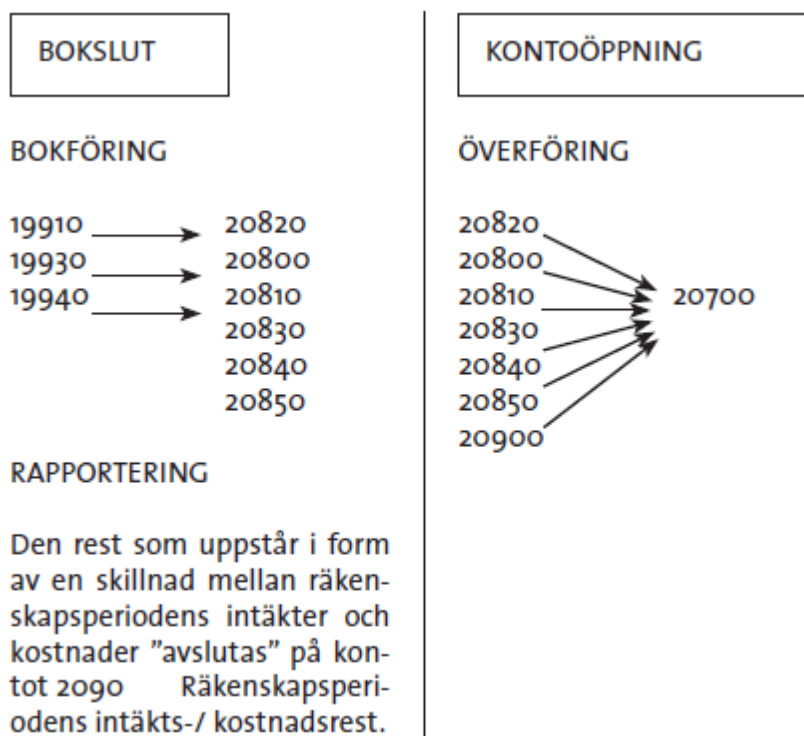 BOKSLUT
BOKFÖRING
19910 20820
19930 20800
19940 20810
20830
20840
20850
RAPPORTERING
Den rest som uppstår i form
av en skillnad mellan räken-
skapsperiodens intäkter och
kostnader ”avslutas” på kon-
tot 2090 Räkenskapsperi-
odens intäkts-/ kostnadsrest.
KONTOÖPPNING
ÖVERFÖRING
20820
20800
20810 20700
20830
20840
20850
20900